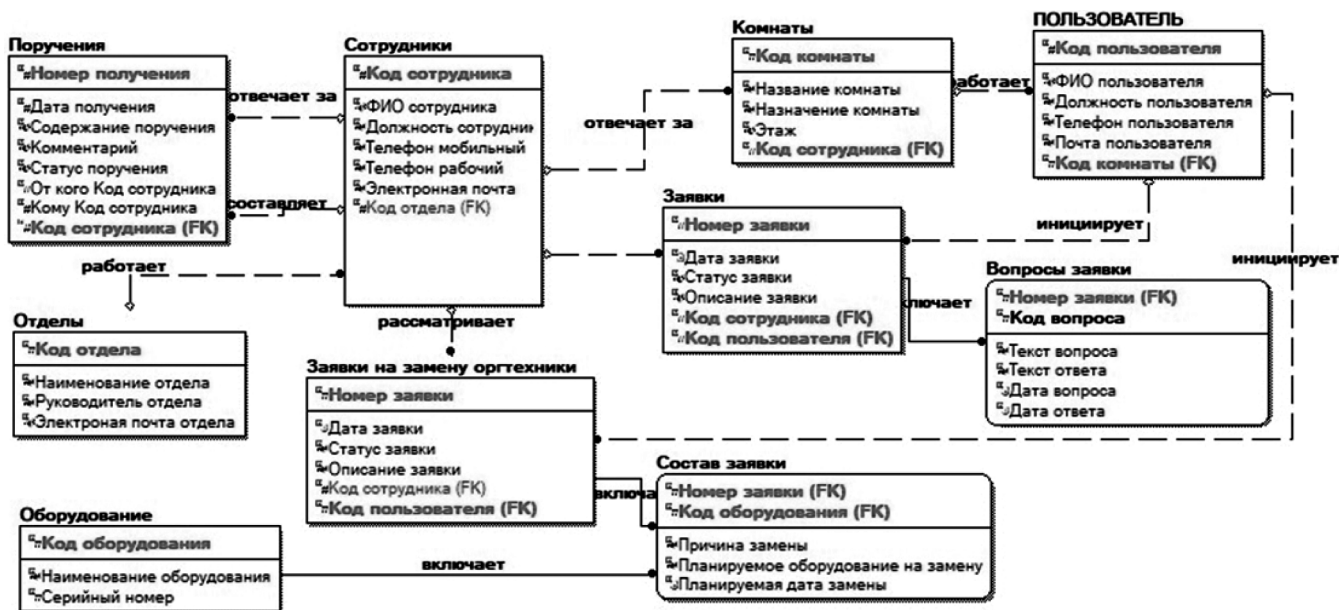 Поручения
Номер получения
Дата получения
Содержание поручения
Комментарий
Статус поручения
От кого Код сотрудника
Кому Код сотрудника
Код сотрудника (FK)
отвечает за
составляет
работает
Сотрудники
Код сотрудника
ФИО сотрудника
Должность сотрудни
Телефон мобильный
Телефон рабочий
Электронная почта
Код отдела (FK)
отвечает за
Комнаты
Код комнаты
Название комнаты
Назначение комнаты
Этаж
Код сотрудника (FK)
аботает
ПОЛЬЗОВАТЕЛЬ
Код пользователя
ФИО пользователя
Должность пользователя
Телефон пользователя
Почта пользователя
Код комнаты (FK)
инициирует
инициирует
Заявки
Номер заявки
Дата заявки
Статус заявки
Описание заявки
Код сотрудника (FK)
Код пользователя (FK)
ключает
Вопросы заявки
Номер заявки (FK)
Код вопроса
Текст вопроса
Текст ответа
Дата вопроса
Дата ответа
Отделы
Код отдела
Наименование отдела
Руководитель отдела
Электроная почта отдела
рассматривает
Заявки на замену оргтехники
Номер заявки
Дата заявки
Статус заявки
Описание заявки
Код сотрудника (FK)
Код пользователя (FK)
включа
Состав заявки
Номер заявки (FK)
Код оборудования (FK)
Причина замены
Планируемое оборудование на замену
Планируемая дата замены
Оборудование
Код оборудования
Наименование оборудования
Серийный номер
включает